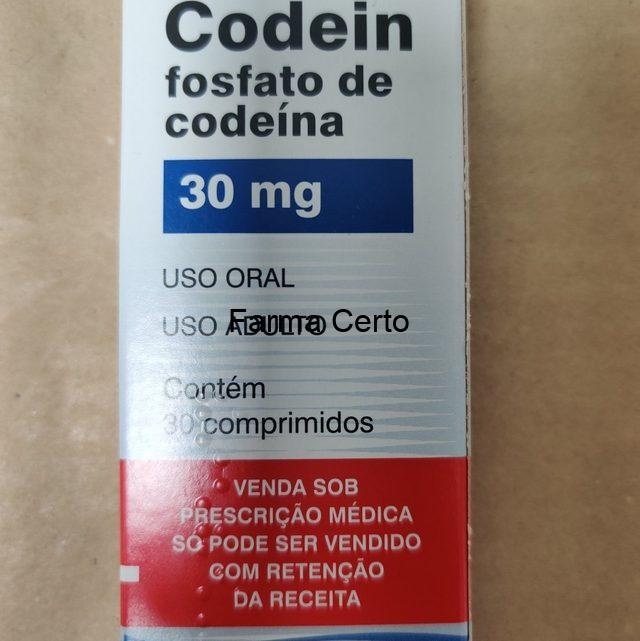 Codein
fosfato de
codeína
30 mg
USO ORAL
USO ADULTO
Farma Certo
Contém
30 comprimidos
VENDA SOB
PRESCRIÇÃO MÉDICA
SÓ PODE SER VENDIDO
COM RETENÇÃO
DA RECEITA